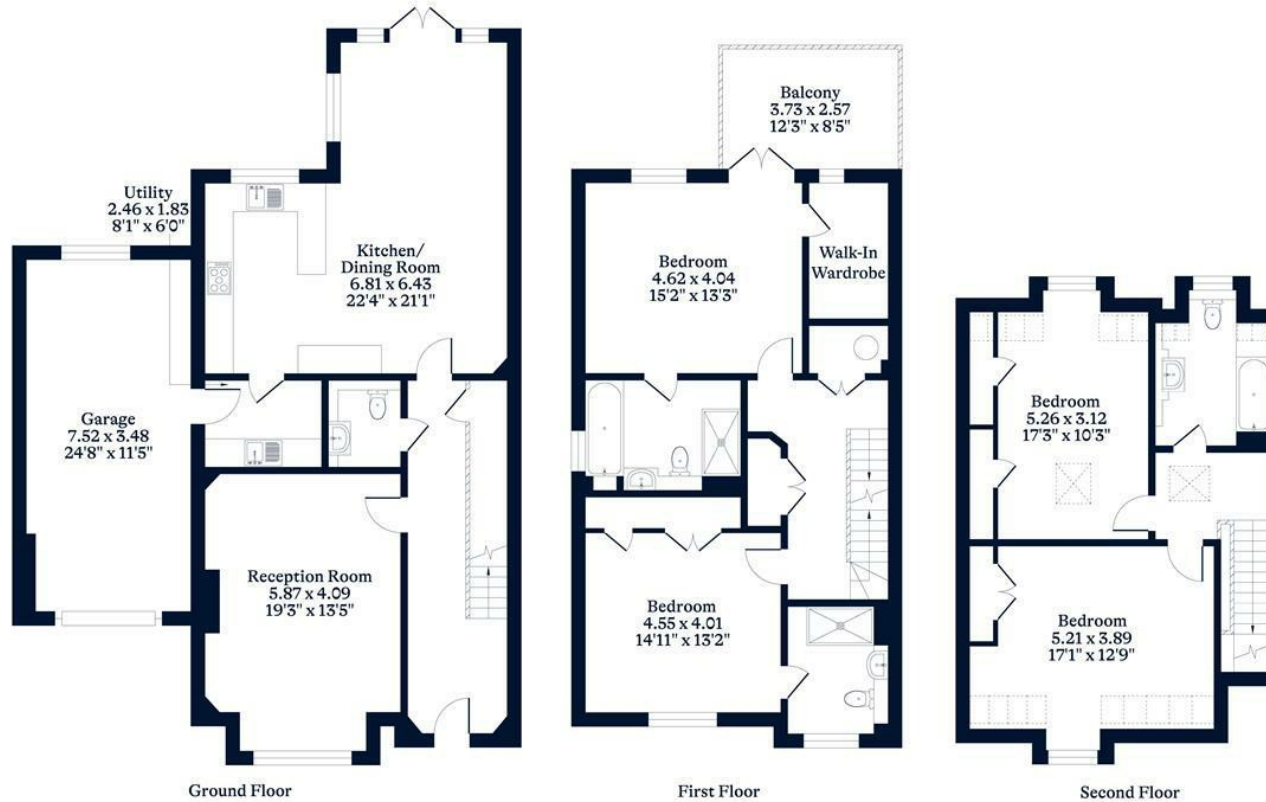 Utility
2.46 x 1.83
8'1" x 6'0"
Kitchen/
Dining Room
6.81 x 6.43
22'4" x 21'1"
Garage
7.52 x 3.48
24'8" x 11'5"
Reception Room
5.87 x 4.09
19'3" x 13'5"
Ground Floor
Balcony
3.73 x 2.57
12'3" x 8'5"
Bedroom
4.62 x 4.04
15'2" x 13'3"
Walk-In
Wardrobe
Bedroom
4.55 x 4.01
14'11" x 13'2"
First Floor
Bedroom
5.26 x 3.12
17'3" x 10'3"
Bedroom
5.21 x 3.89
17'1" x 12'9"
Second Floor